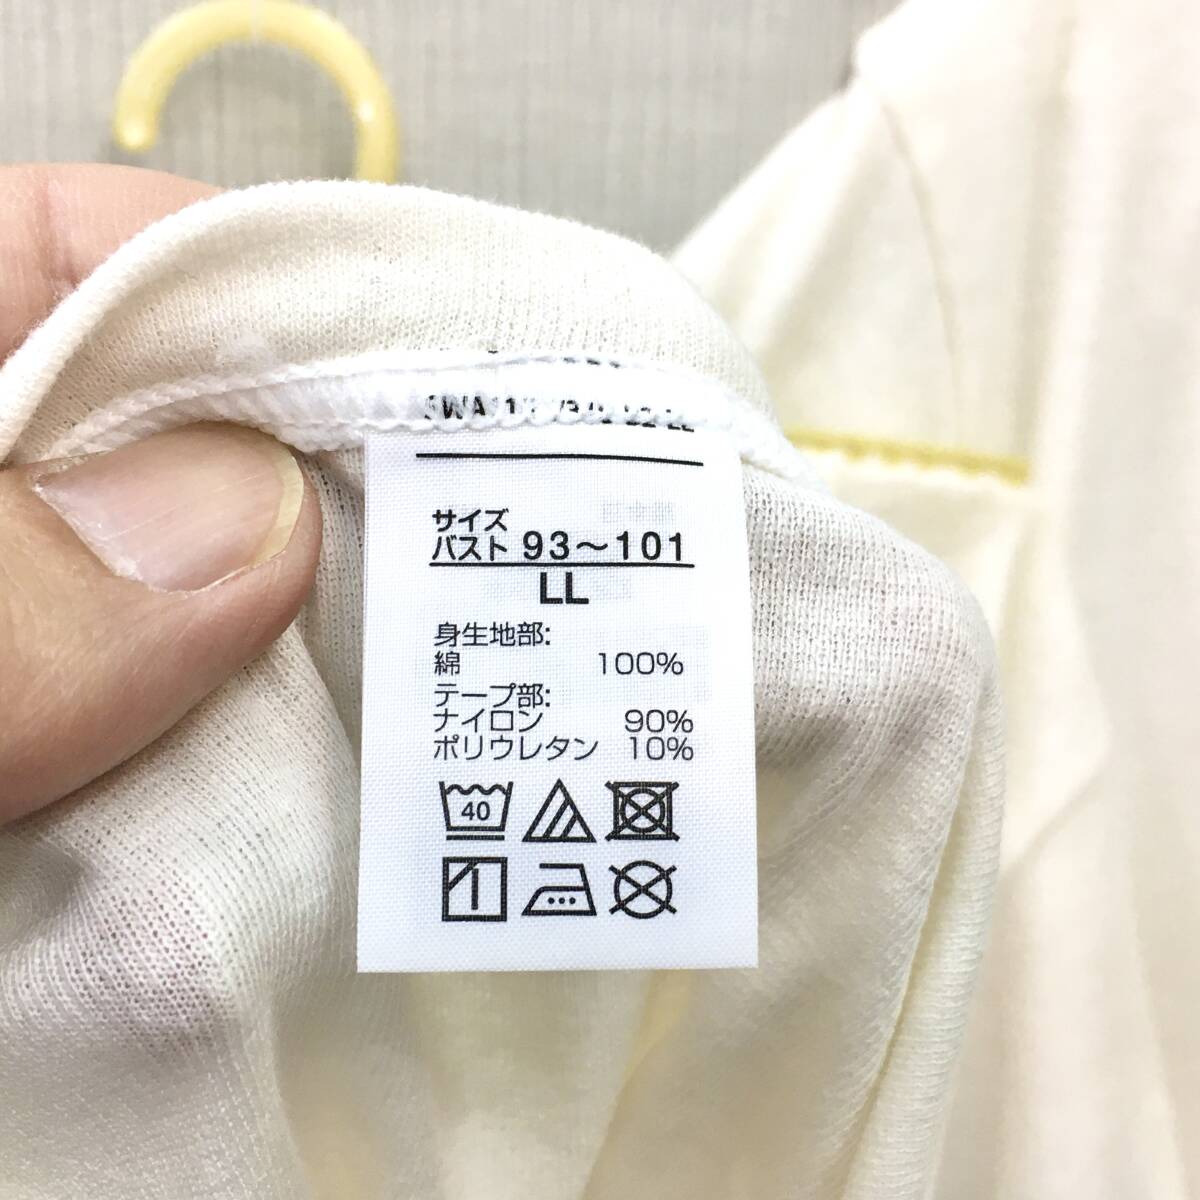 サイズ
バスト 93～101
LL
身生地部:
綿 100%
テープ部:
ナイロン 90%
ポリウレタン 10%
40